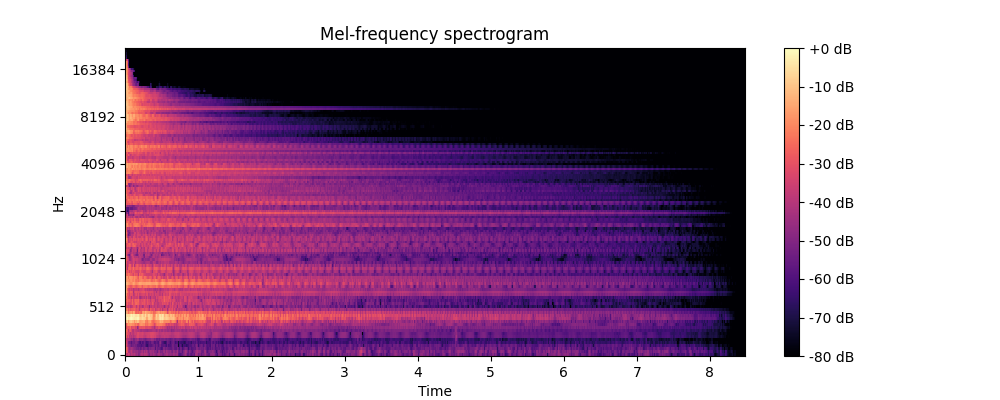 Mel-frequency spectrogram
Hz
16384
8192
4096
2048
1024
512
0
0 1 2 3 4 5 6 7 8
Time
+0 dB
-10 dB
-20 dB
-30 dB
-40 dB
-50 dB
-60 dB
-70 dB
-80 dB